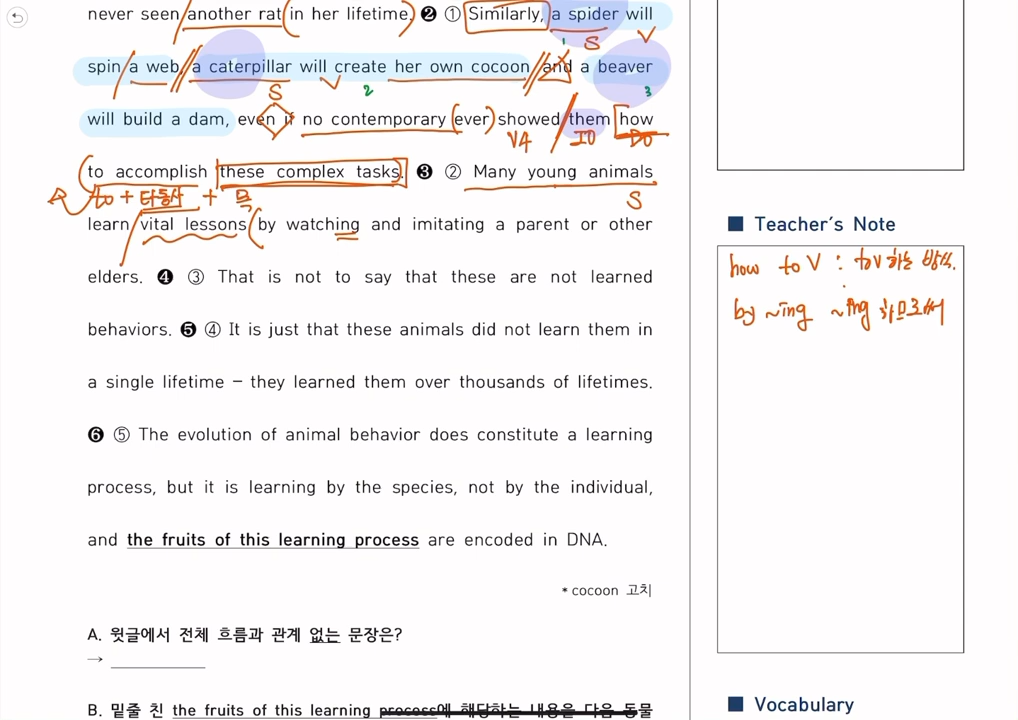 never seen another rat in her lifetime. ❷ ① Similarly, a spider will
S V
spin a web, a caterpillar will create her own cocoon and a beaver
S V 2 3
will build a dam, even if no contemporary ever showed them how
V4 IO DO
to accomplish these complex tasks. ❸ ② Many young animals
to + 타동사 + 목 S
learn vital lessons by watching and imitating a parent or other
elders. ❹ ③ That is not to say that these are not learned
behaviors. ❺ ④ It is just that these animals did not learn them in
a single lifetime – they learned them over thousands of lifetimes.
❻ ⑤ The evolution of animal behavior does constitute a learning
process, but it is learning by the species, not by the individual,
and the fruits of this learning process are encoded in DNA.
* cocoon 고치
A. 윗글에서 전체 흐름과 관계 없는 문장은?
→
B. 밑줄 친 the fruits of this learning process에 해당하는 내용을 다음 동물
■ Teacher's Note
how to V : to V 하는 방식.
by ~ing ~ing 함으로써
■ Vocabulary